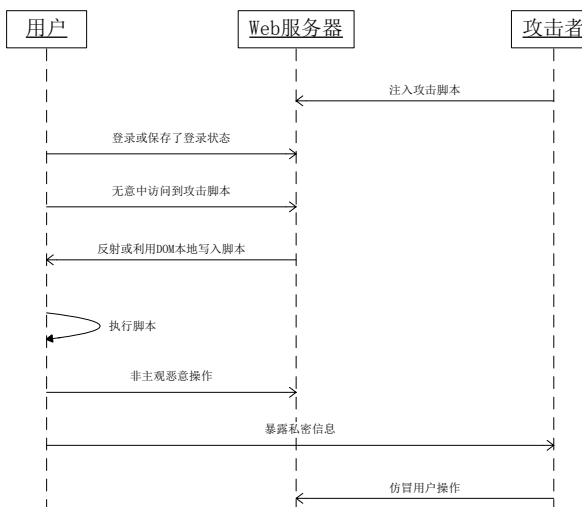 用户
Web服务器
攻击者
注入攻击脚本
登录或保存了登录状态
无意中访问到攻击脚本
反射或利用DOM本地写入脚本
执行脚本
非主观恶意操作
暴露私密信息
仿冒用户操作